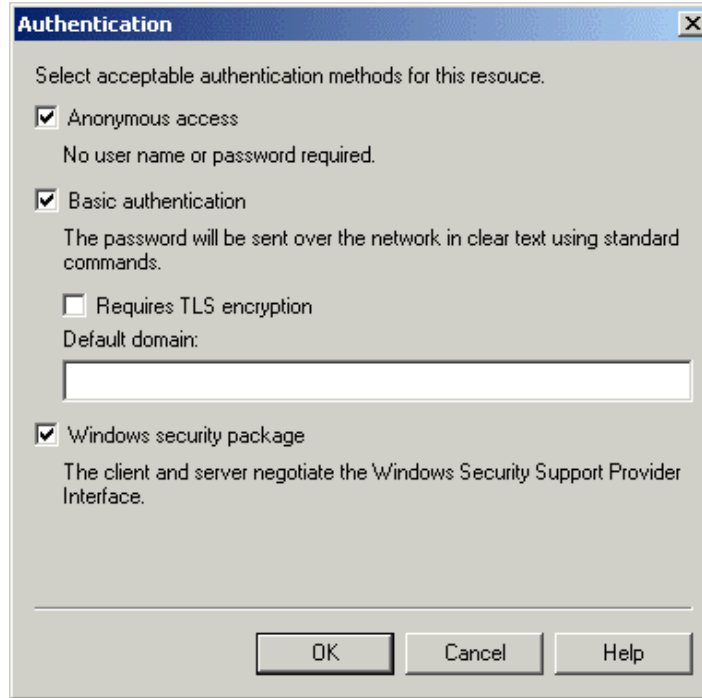 Authentication
Select acceptable authentication methods for this resouce.
Anonymous access
No user name or password required.
Basic authentication
The password will be sent over the network in clear text using standard
commands.
Requires TLS encryption
Default domain:
Windows security package
The client and server negotiate the Windows Security Support Provider
Interface.
OK Cancel Help